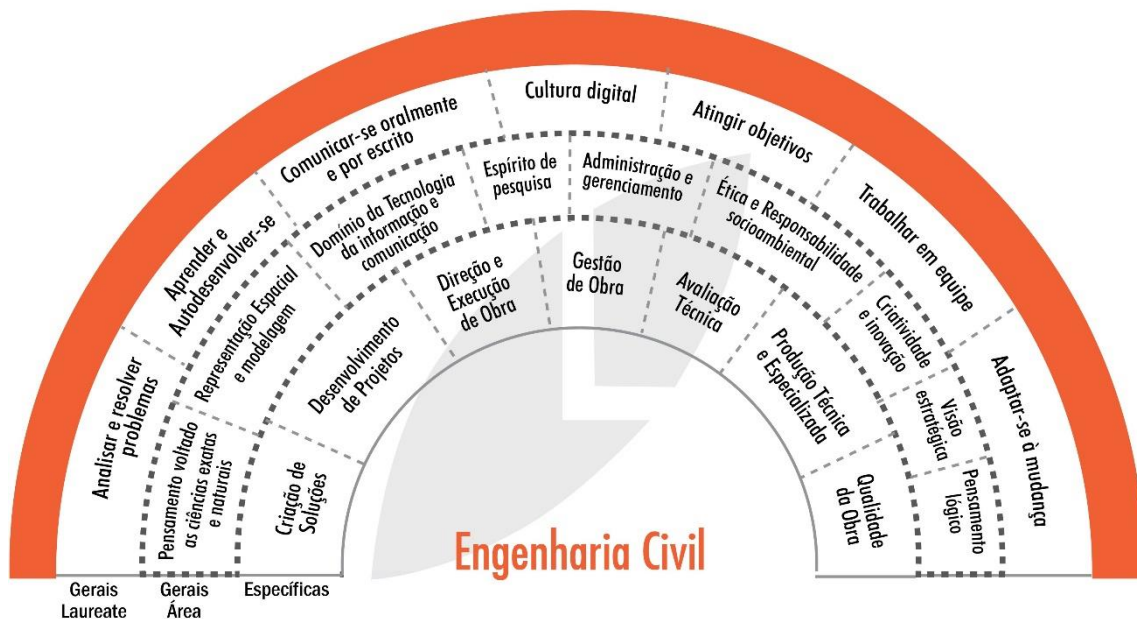 Analisar e resolver
problemas
Aprender e
Autodesenvolver-se
Comunicar-se oralmente
e por escrito
Cultura digital
Atingir objetivos
Trabalhar em equipe
Adaptar-se à mudança
Pensamento voltado
as ciências exatas
e naturais
Representação Espacial
e modelagem
Domínio da Tecnologia
da informação e
comunicação
Espírito de
pesquisa
Administração e
gerenciamento
Ética e Responsabilidade
socioambiental
Criatividade
e inovação
Visão
estratégica
Pensamento
lógico
Criação de
Soluções
Desenvolvimento
de Projetos
Direção e
Execução
de Obra
Gestão
de Obra
Avaliação
Técnica
Produção Técnica
e Especializada
Qualidade
da Obra
Engenharia Civil
Gerais
Laureate
Gerais
Área
Específicas